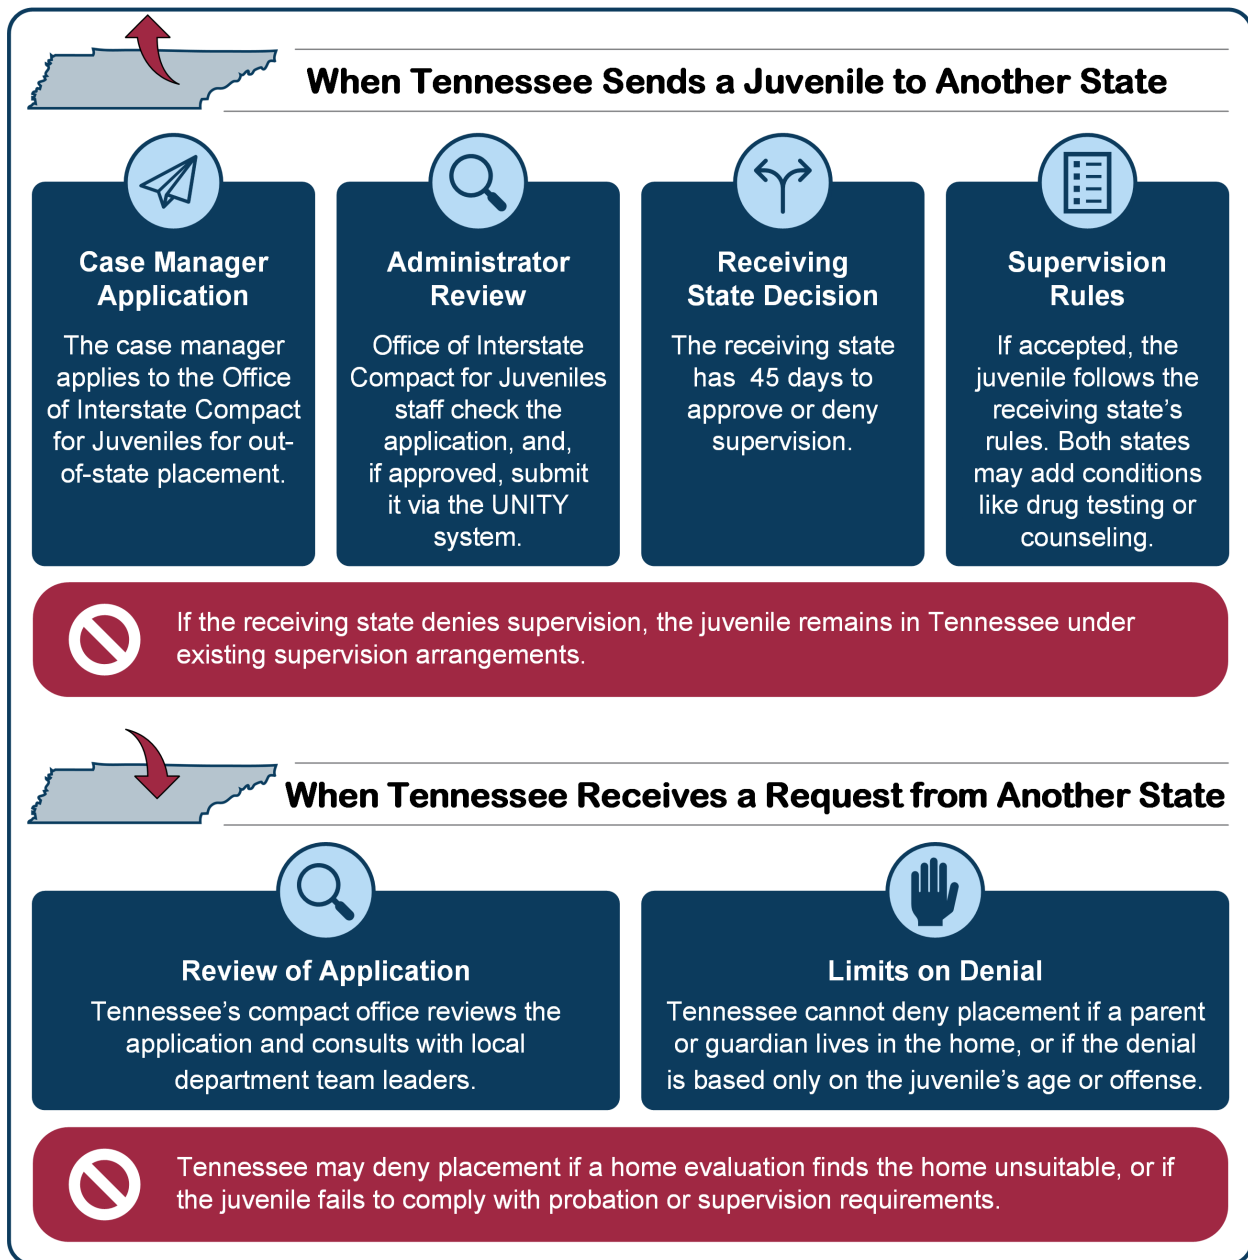 When Tennessee Sends a Juvenile to Another State
Case Manager
Application
The case manager
applies to the Office
of Interstate Compact
for Juveniles for out-
of-state placement.
Administrator
Review
Office of Interstate
Compact for Juveniles
staff check the
application, and,
if approved, submit
it via the UNITY
system.
Receiving
State Decision
The receiving state
has 45 days to
approve or deny
supervision.
Supervision
Rules
If accepted, the
juvenile follows the
receiving state’s
rules. Both states
may add conditions
like drug testing or
counseling.
If the receiving state denies supervision, the juvenile remains in Tennessee under
existing supervision arrangements.
When Tennessee Receives a Request from Another State
Review of Application
Tennessee’s compact office reviews the
application and consults with local
department team leaders.
Limits on Denial
Tennessee cannot deny placement if a parent
or guardian lives in the home, or if the denial
is based only on the juvenile’s age or offense.
Tennessee may deny placement if a home evaluation finds the home unsuitable, or if
the juvenile fails to comply with probation or supervision requirements.